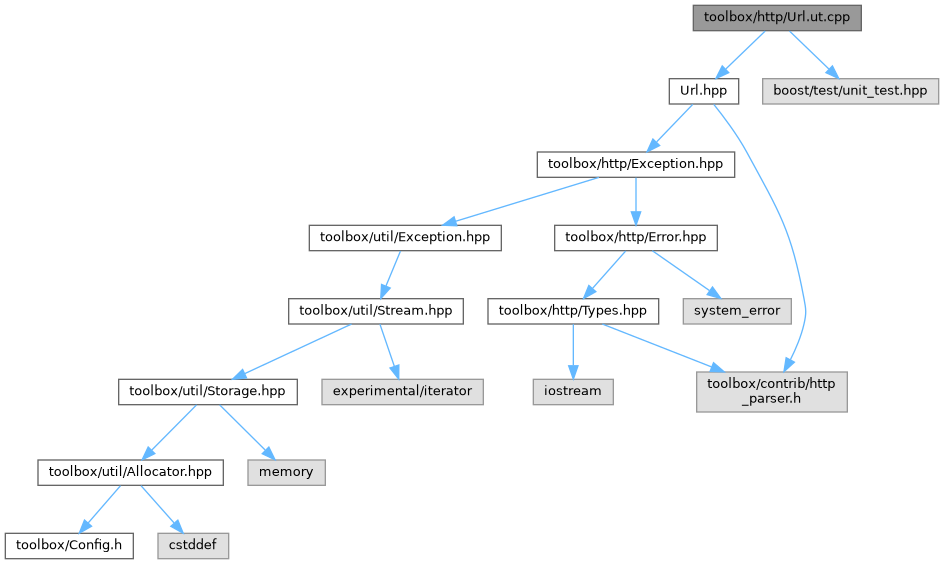 toolbox/http/Url.ut.cpp
Url.hpp
boost/test/unit_test.hpp
toolbox/http/Exception.hpp
toolbox/util/Exception.hpp
toolbox/http/Error.hpp
toolbox/util/Stream.hpp
toolbox/http/Types.hpp
system_error
toolbox/util/Storage.hpp
experimental/iterator
iostream
toolbox/contrib/http
_parser.h
toolbox/util/Allocator.hpp
memory
toolbox/Config.h
cstddef